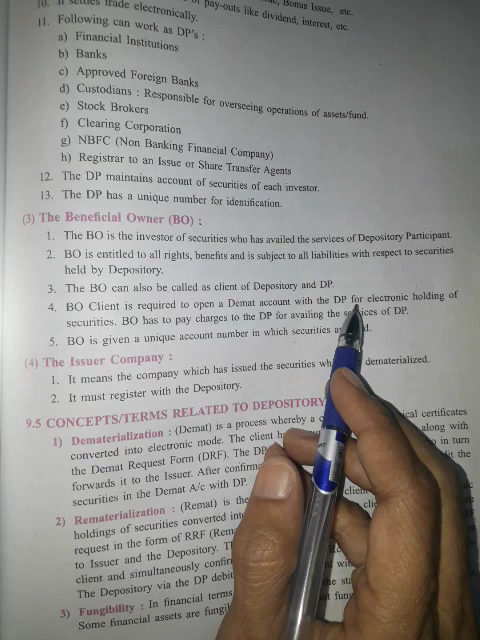 10. It settles trade electronically.
of pay-outs like dividend, interest, etc.
Bonus Issue, etc.
11. Following can work as DP's :
a) Financial Institutions
b) Banks
c) Approved Foreign Banks
d) Custodians : Responsible for overseeing operations of assets/fund.
e) Stock Brokers
f) Clearing Corporation
g) NBFC (Non Banking Financial Company)
h) Registrar to an Issue or Share Transfer Agents
12. The DP maintains account of securities of each investor.
13. The DP has a unique number for identification.
(3) The Beneficial Owner (BO) :
1. The BO is the investor of securities who has availed the services of Depository Participant.
2. BO is entitled to all rights, benefits and is subject to all liabilities with respect to securities
held by Depository.
3. The BO can also be called as client of Depository and DP.
4. BO Client is required to open a Demat account with the DP for electronic holding of
securities. BO has to pay charges to the DP for availing the of DP.
5. BO is given a unique account number in which securities
(4) The Issuer Company :
1. It means the company which has issued the securities dematerialized.
2. It must register with the Depository.
9.5 CONCEPTS/TERMS RELATED TO DEPOSITORY
1) Dematerialization : (Demat) is a process whereby a certificates
converted into electronic mode. The client along with
the Demat Request Form (DRF). The DP in turn
forwards it to the Issuer. After the
securities in the Demat A/c with DP.
2) Rematerialization : (Remat) is the
holdings of securities converted
request in the form of RRF
to Issuer and the Depository.
client and simultaneously
The Depository via the DP
3) Fungibility : In financial
Some financial assets are